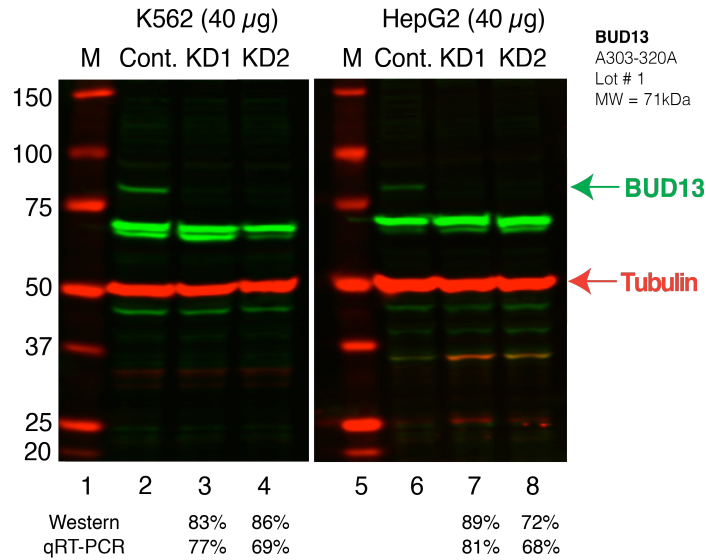 K562 (40 µg) HepG2 (40 µg)
M Cont. KD1 KD2 M Cont. KD1 KD2
BUD13
A303-320A
Lot # 1
MW = 71kDa
150
100
75
50
37
25
20
BUD13
Tubulin
1 2 3 4 5 6 7 8
Western 83% 86% 89% 72%
qRT-PCR 77% 69% 81% 68%